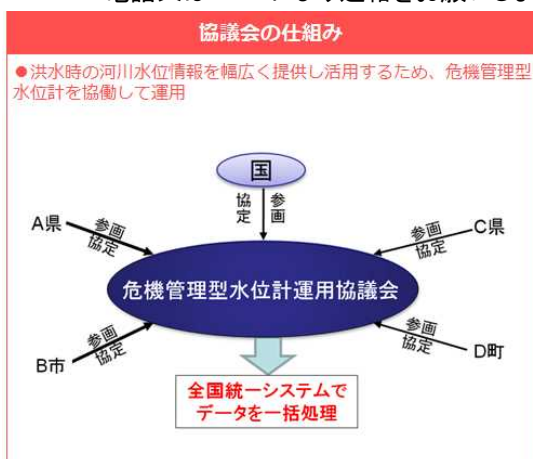 協議会の仕組み
●洪水時の河川水位情報を幅広く提供し活用するため、危機管理型
水位計を協働して運用
国
協定
参画
A県
参画
協定
C県
参画
協定
危機管理型水位計運用協議会
B市
参画
協定
D町
参画
協定
全国統一システムで
データを一括処理